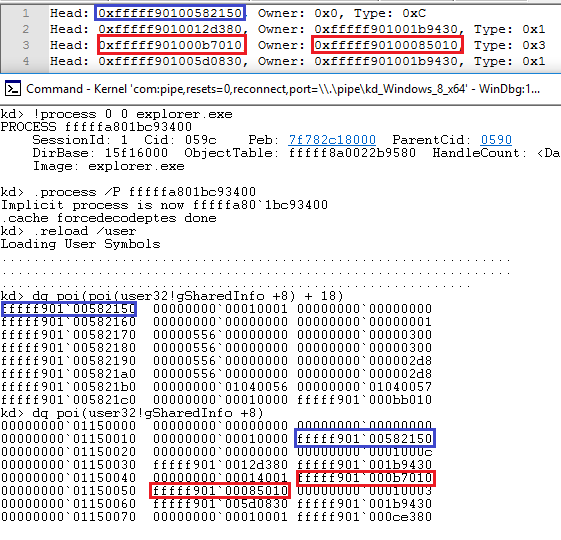 1 Head: 0xfffff90100582150, Owner: 0x0, Type: 0xC
2 Head: 0xfffff9010012d380, Owner: 0xfffff901001b9430, Type: 0x1
3 Head: 0xfffff901000b7010, Owner: 0xfffff90100085010, Type: 0x3
4 Head: 0xfffff901005d0830, Owner: 0xfffff901001b9430, Type: 0x1
Command - Kernel 'com:pipe,resets=0,reconnect,port=\\.\pipe\kd_Windows_8_x64' - WinDbg:1...
kd> !process 0 0 explorer.exe
PROCESS fffffa801bc93400
SessionId: 1 Cid: 059c Peb: 7f782c18000 ParentCid: 0590
DirBase: 15f16000 ObjectTable: fffff8a0022b9580 HandleCount: <Da
Image: explorer.exe
kd> .process /P fffffa801bc93400
Implicit process is now fffffa80`1bc93400
.cache forcedecodeptes done
kd> .reload /user
Loading User Symbols
................................................................
................................................................
...........................................................
kd> dq poi(poi(user32!gSharedInfo +8) + 18)
fffff901`00582150 00000000`00010001 00000000`00000000
fffff901`00582160 00000000`00000000 00000000`00000001
fffff901`00582170 00000556`00000000 00000000`00000300
fffff901`00582180 00000556`00000000 00000000`00000300
fffff901`00582190 00000556`00000000 00000000`000002d8
fffff901`005821a0 00000556`00000000 00000000`000002d8
fffff901`005821b0 00000000`01040056 00000000`01040057
fffff901`005821c0 00000000`00010000 fffff901`000bb010
kd> dq poi(user32!gSharedInfo +8)
00000000`01150000 00000000`00000000 00000000`00000000
00000000`01150010 00000000`00010000 fffff901`00582150
00000000`01150020 00000000`00000000 00000000`0001000c
00000000`01150030 fffff901`0012d380 fffff901`001b9430
00000000`01150040 00000000`00014001 fffff901`000b7010
00000000`01150050 fffff901`00085010 00000000`00010003
00000000`01150060 fffff901`005d0830 fffff901`001b9430
00000000`01150070 00000000`00010001 fffff901`000ce380